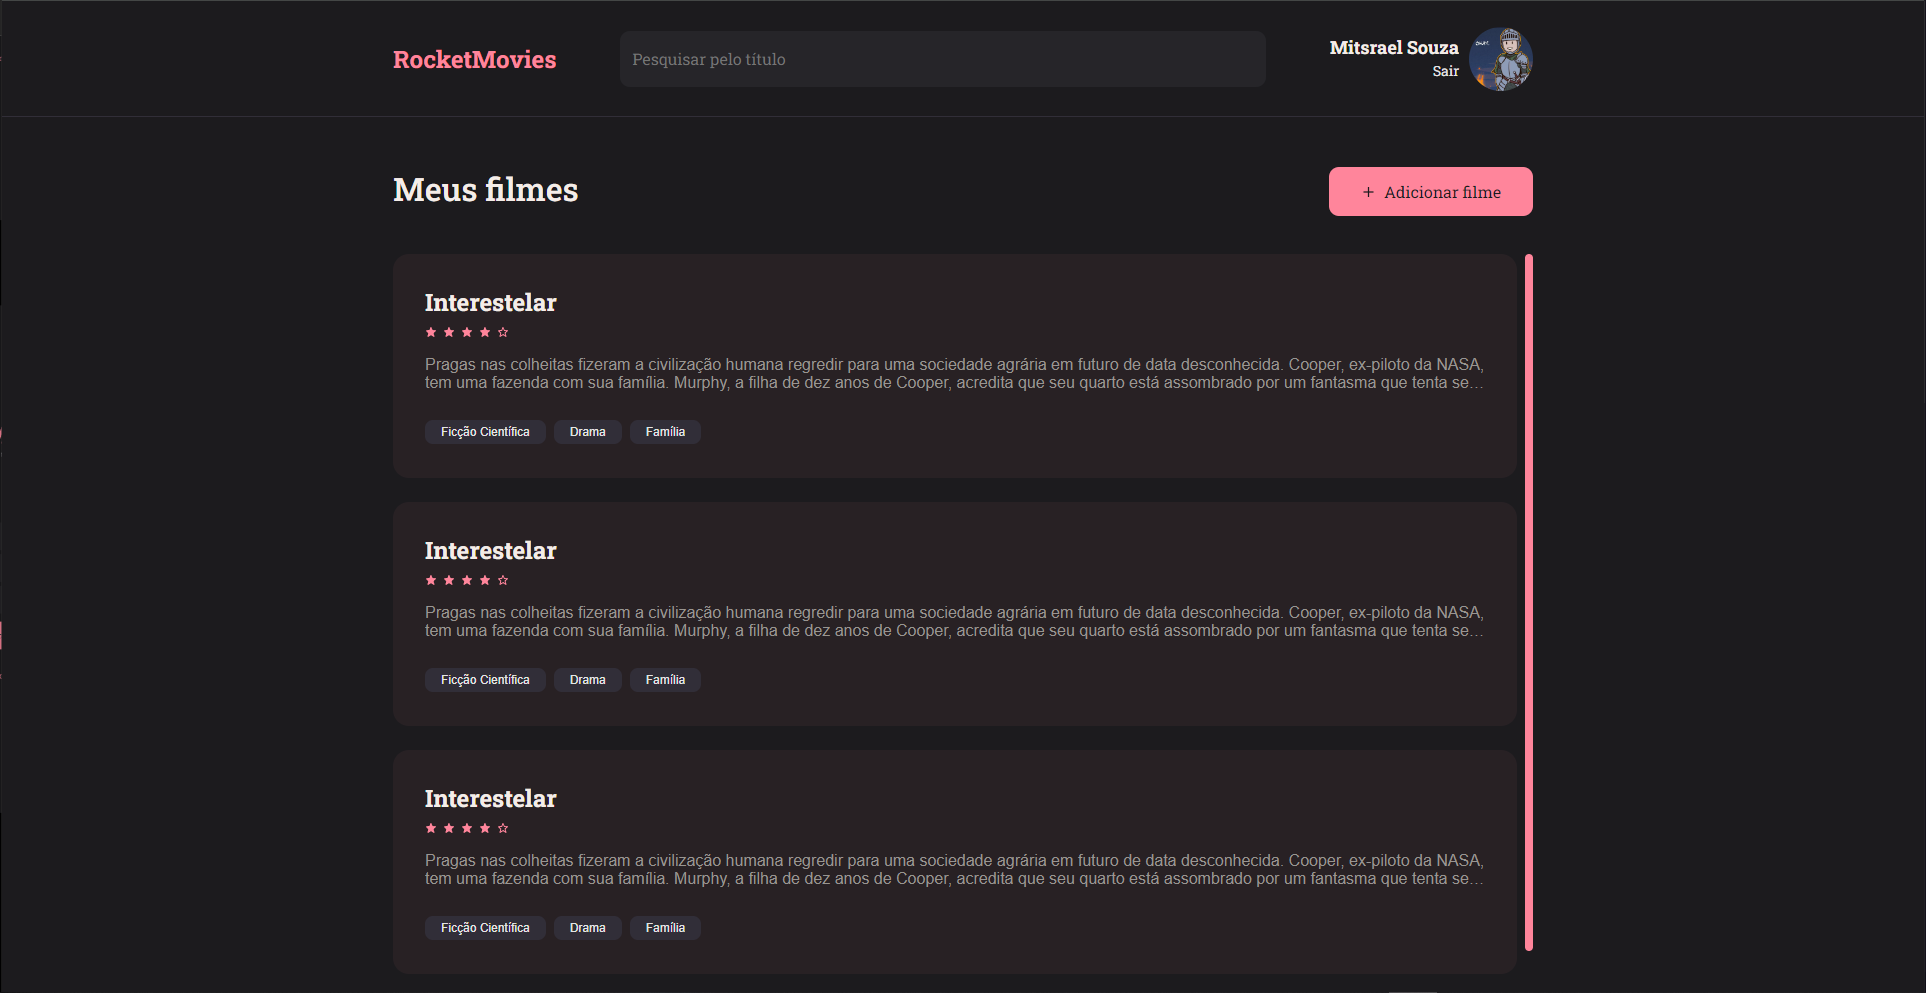 RocketMovies
Pesquisar pelo título
Mitsrael Souza
Sair
Meus filmes
+ Adicionar filme
Interestelar
Pragas nas colheitas fizeram a civilização humana regredir para uma sociedade agrária em futuro de data desconhecida. Cooper, ex-piloto da NASA,
tem uma fazenda com sua família. Murphy, a filha de dez anos de Cooper, acredita que seu quarto está assombrado por um fantasma que tenta se...
Ficção Científica Drama Família
Interestelar
Pragas nas colheitas fizeram a civilização humana regredir para uma sociedade agrária em futuro de data desconhecida. Cooper, ex-piloto da NASA,
tem uma fazenda com sua família. Murphy, a filha de dez anos de Cooper, acredita que seu quarto está assombrado por um fantasma que tenta se...
Ficção Científica Drama Família
Interestelar
Pragas nas colheitas fizeram a civilização humana regredir para uma sociedade agrária em futuro de data desconhecida. Cooper, ex-piloto da NASA,
tem uma fazenda com sua família. Murphy, a filha de dez anos de Cooper, acredita que seu quarto está assombrado por um fantasma que tenta se...
Ficção Científica Drama Família